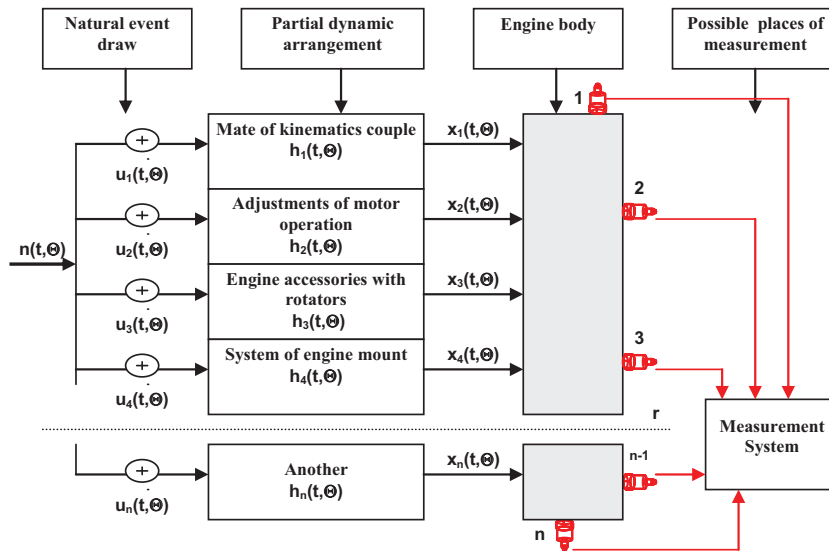 Natural event
draw
Partial dynamic
arrangement
Engine body
Possible places of
measurement
1
Mate of kinematics couple
h1(t,Θ)
x1(t,Θ)
u1(t,Θ)
2
Adjustments of motor
operation
h2(t,Θ)
x2(t,Θ)
u2(t,Θ)
n(t,Θ)
Engine accessories with
rotators
h3(t,Θ)
x3(t,Θ)
u3(t,Θ)
3
System of engine mount
h4(t,Θ)
x4(t,Θ)
u4(t,Θ)
r
Measurement
System
Another
hn(t,Θ)
xn(t,Θ)
un(t,Θ)
n-1
n